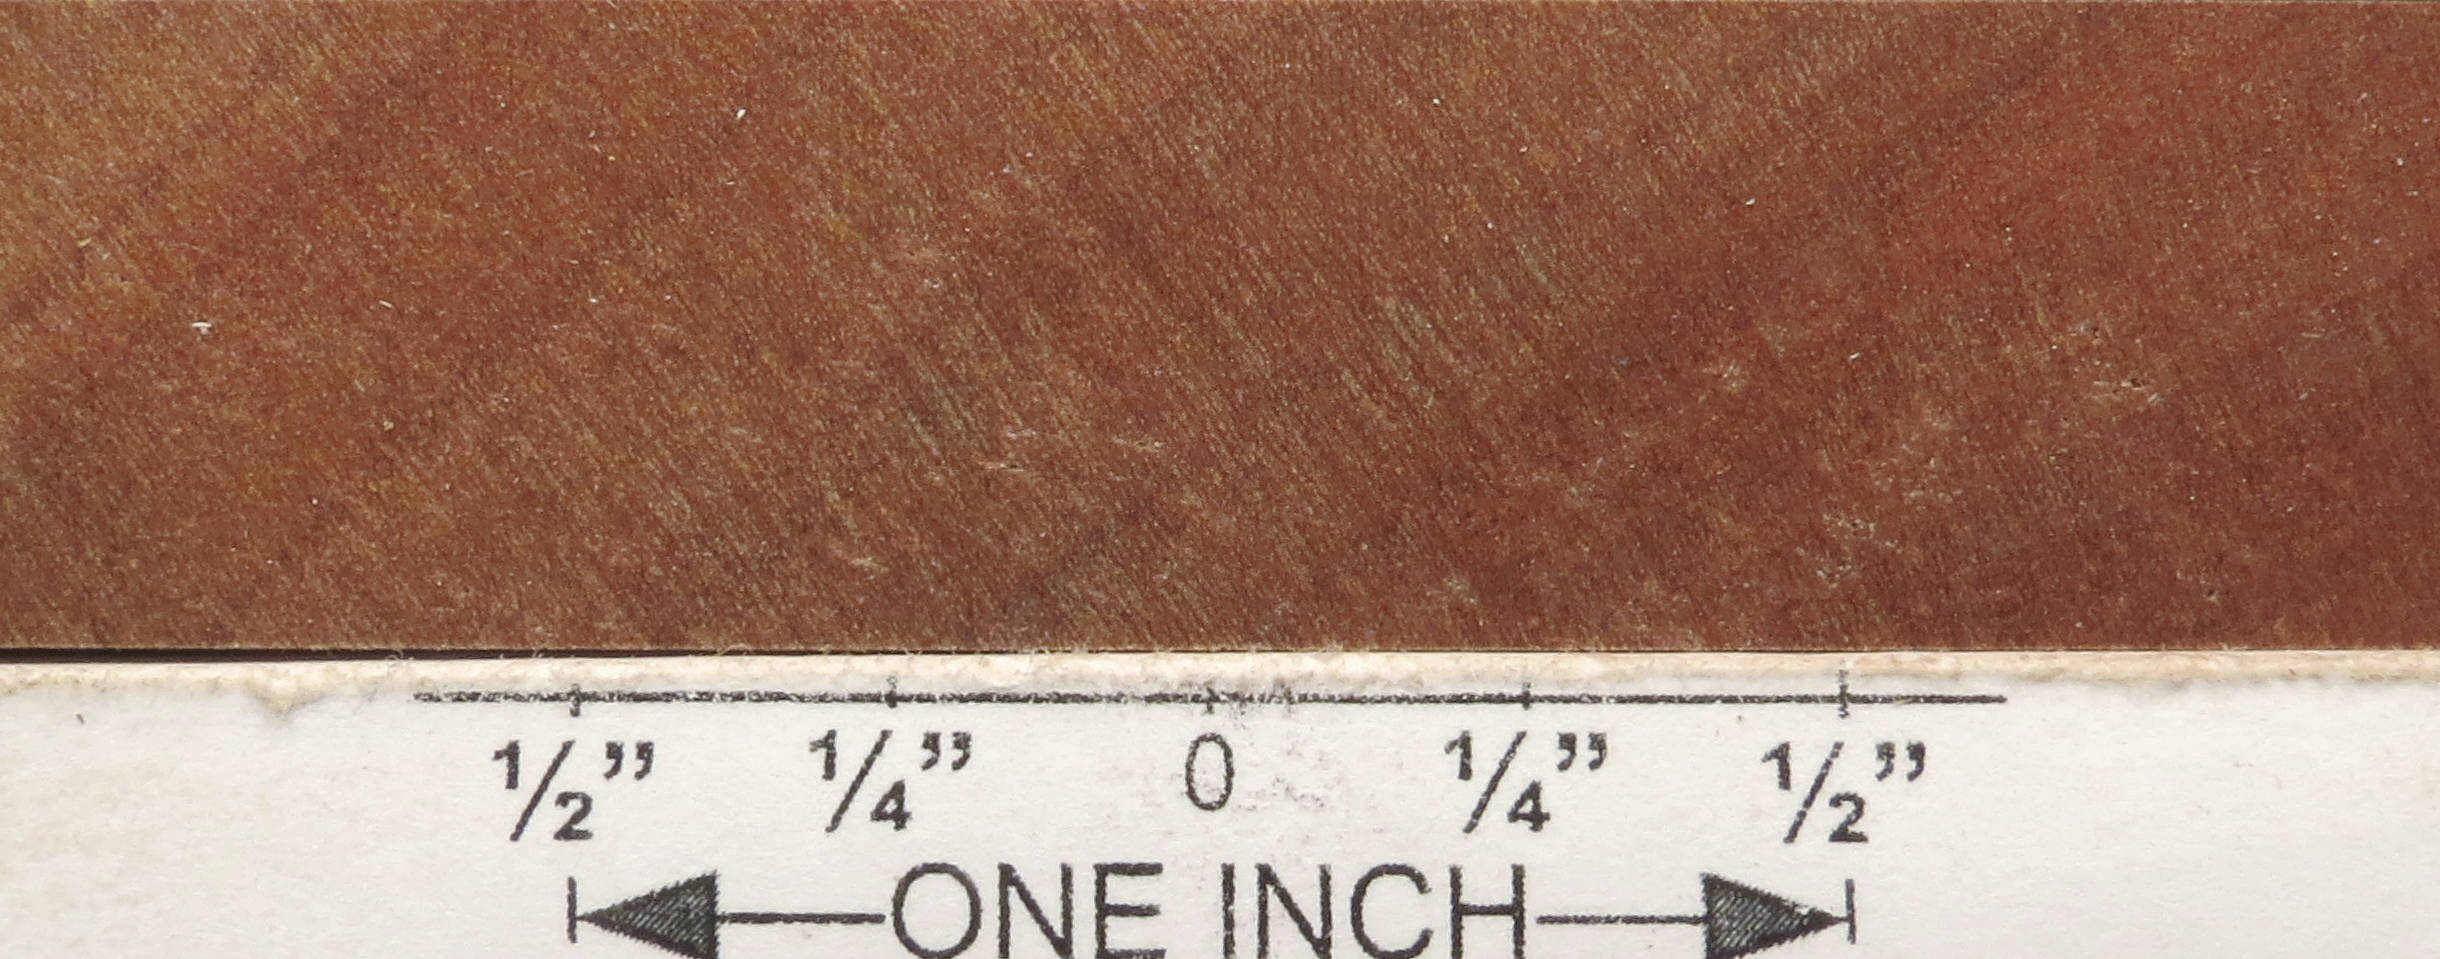 1/2” 1/4” 0 1/4” 1/2”
ONE INCH